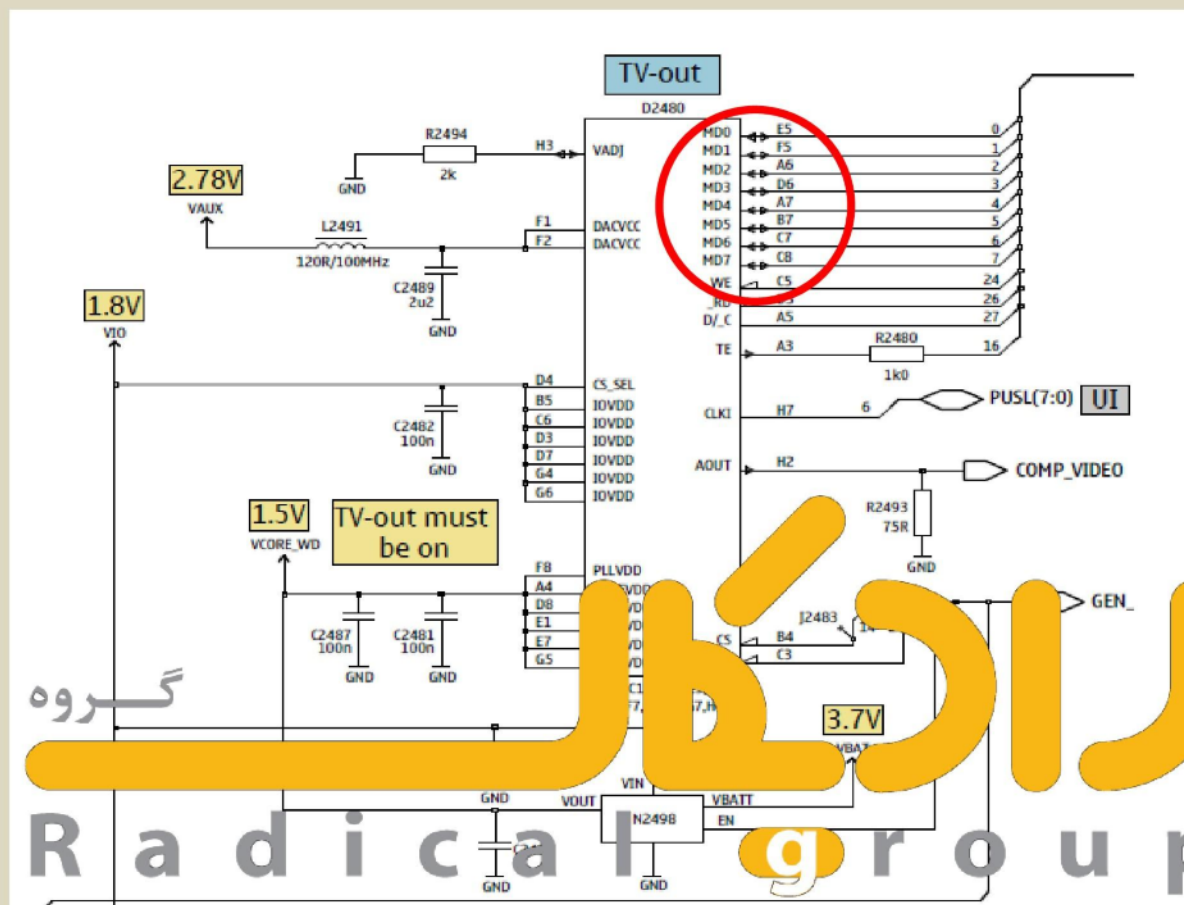 TV-out
D2480
R2494
2k
GND
H3
VADJ
2.78V
VAUX
L2491
120R/100MHz
F1
F2
DACVCC
DACVCC
C2489
2u2
GND
MD0 E5 0
MD1 F5 1
MD2 A6 2
MD3 D6 3
MD4 A7 4
MD5 B7 5
MD6 C7 6
MD7 C8 7
WE C5 24
_RD 26
D/_C A5 27
TE A3
R2480
1k0
16
1.8V
VIO
D4 CS_SEL
B5 IOVDD
C6 IOVDD
D3 IOVDD
D7 IOVDD
G4 IOVDD
G6 IOVDD
C2482
100n
GND
CLKI H7 6
PUSL(7:0)
UI
AOUT H2
COMP_VIDEO
R2493
75R
GND
1.5V
VCORE_WD
TV-out must
be on
F8 PLLVDD
A4
D8
E1
E7
G5
C2487
100n
GND
C2481
100n
GND
J2483
14
GEN_
CS B4
C3
گروه
رادیکال
3.7V
GND
VIN
VOUT
VBATT
N2498
EN
GND
GND
Radical group